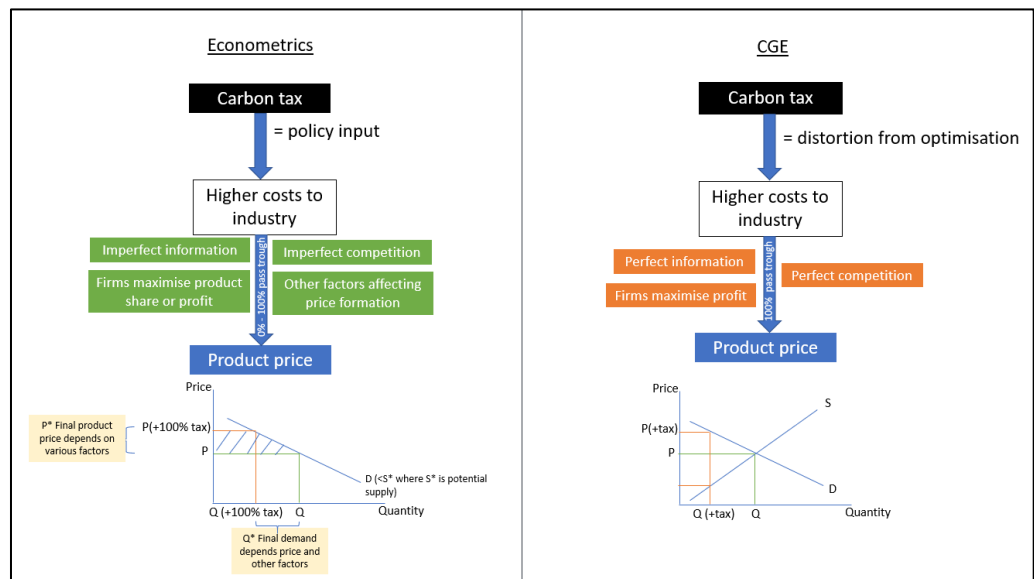 Econometrics
Carbon tax
= policy input
Higher costs to
industry
Imperfect information
Imperfect competition
Firms maximise product
share or profit
Other factors affecting
price formation
0% - 100% pass trough
Product price
Price
P* Final product
price depends on
various factors
P(+100% tax)
P
D (<S* where S* is potential
supply)
Q (+100% tax)
Q
Quantity
Q* Final demand
depends price and
other factors
CGE
Carbon tax
= distortion from optimisation
Higher costs to
industry
Perfect information
Perfect competition
Firms maximise profit
100% pass trough
Product price
Price
S
P(+tax)
P
D
Q (+tax)
Q
Quantity